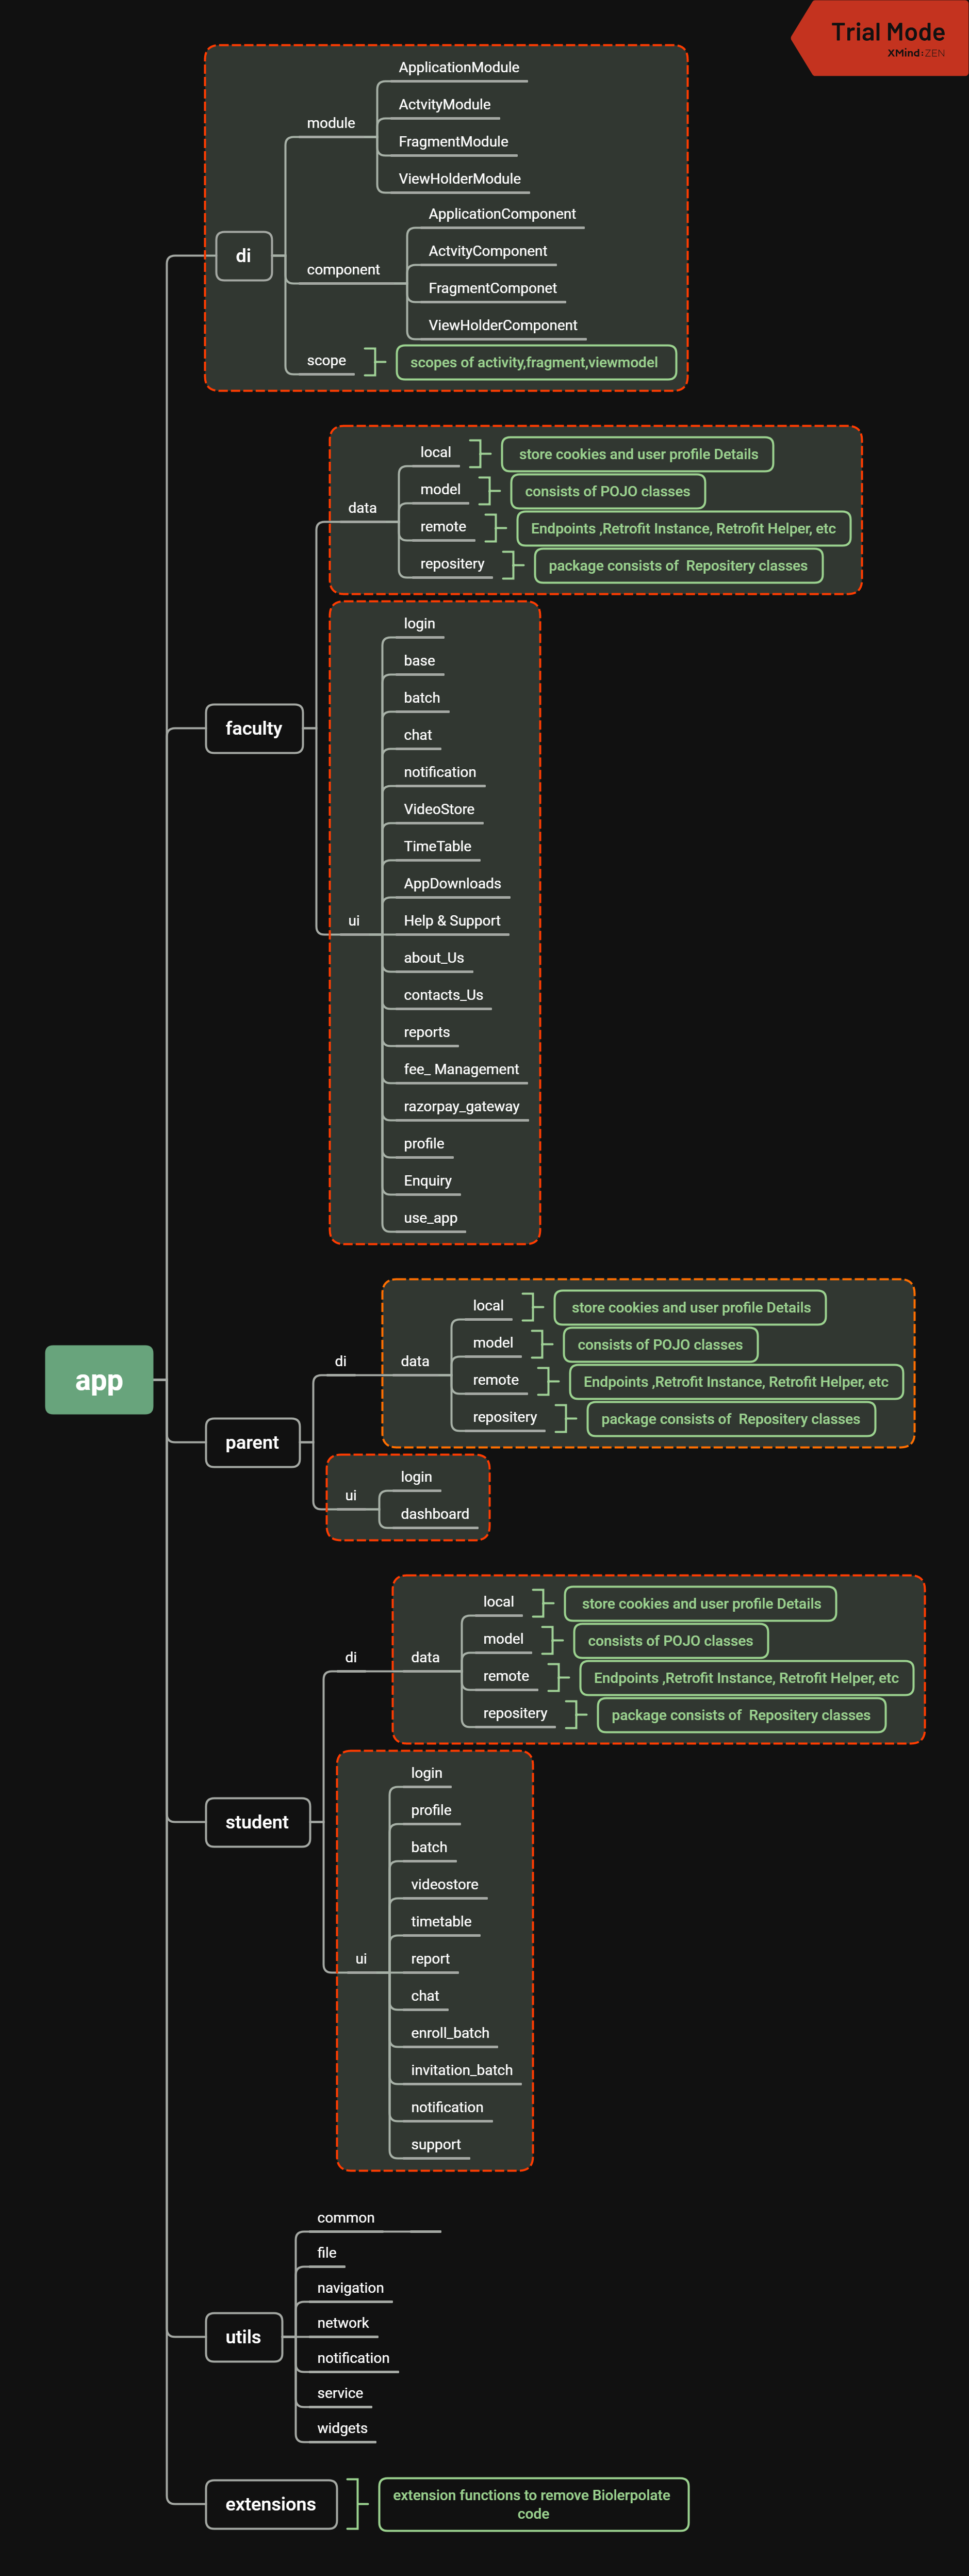 Trial Mode
XMind:ZEN
app
di
module
ApplicationModule
ActvityModule
FragmentModule
ViewHolderModule
component
ApplicationComponent
ActvityComponent
FragmentComponet
ViewHolderComponent
scope
scopes of activity,fragment,viewmodel
faculty
data
local
store cookies and user profile Details
model
consists of POJO classes
remote
Endpoints ,Retrofit Instance, Retrofit Helper, etc
repositery
package consists of  Repositery classes
ui
login
base
batch
chat
notification
VideoStore
TimeTable
AppDownloads
Help & Support
about_Us
contacts_Us
reports
fee_ Management
razorpay_gateway
profile
Enquiry
use_app
parent
di
data
local
store cookies and user profile Details
model
consists of POJO classes
remote
Endpoints ,Retrofit Instance, Retrofit Helper, etc
repositery
package consists of  Repositery classes
ui
login
dashboard
student
di
data
local
store cookies and user profile Details
model
consists of POJO classes
remote
Endpoints ,Retrofit Instance, Retrofit Helper, etc
repositery
package consists of  Repositery classes
ui
login
profile
batch
videostore
timetable
report
chat
enroll_batch
invitation_batch
notification
support
utils
common
file
navigation
network
notification
service
widgets
extensions
extension functions to remove Biolerpolate
code